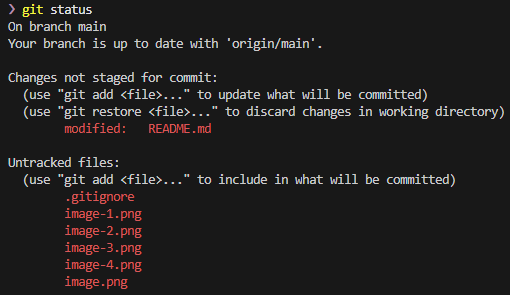 ❯ git status
On branch main
Your branch is up to date with 'origin/main'.

Changes not staged for commit:
  (use "git add <file>..." to update what will be committed)
  (use "git restore <file>..." to discard changes in working directory)
        modified:   README.md

Untracked files:
  (use "git add <file>..." to include in what will be committed)
        .gitignore
        image-1.png
        image-2.png
        image-3.png
        image-4.png
        image.png